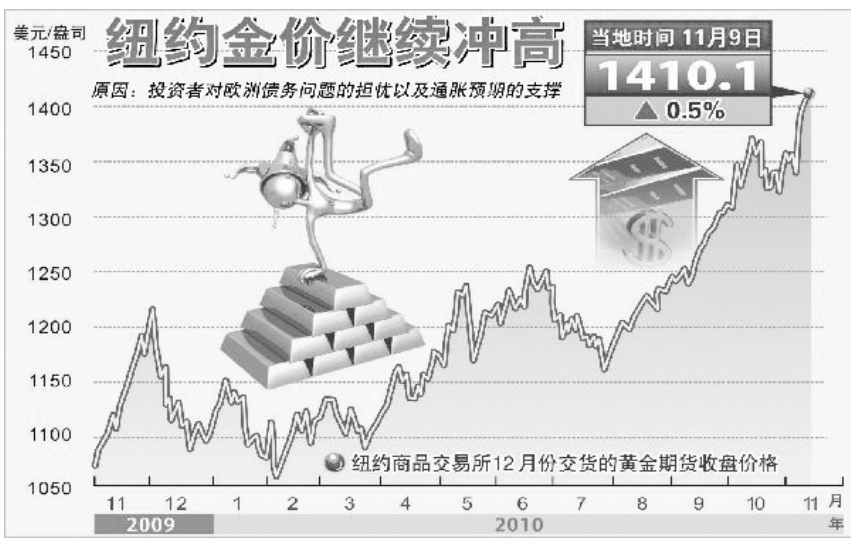 纽约金价继续冲高
原因：投资者对欧洲债务问题的担忧以及通胀预期的支撑
当地时间 11月9日
1410.1
▲ 0.5%
美元/盎司
1450
1400
1350
1300
1250
1200
1150
1100
1050
$
纽约商品交易所12月份交货的黄金期货收盘价格
11 12 1 2 3 4 5 6 7 8 9 10 11 月
2009 2010 年